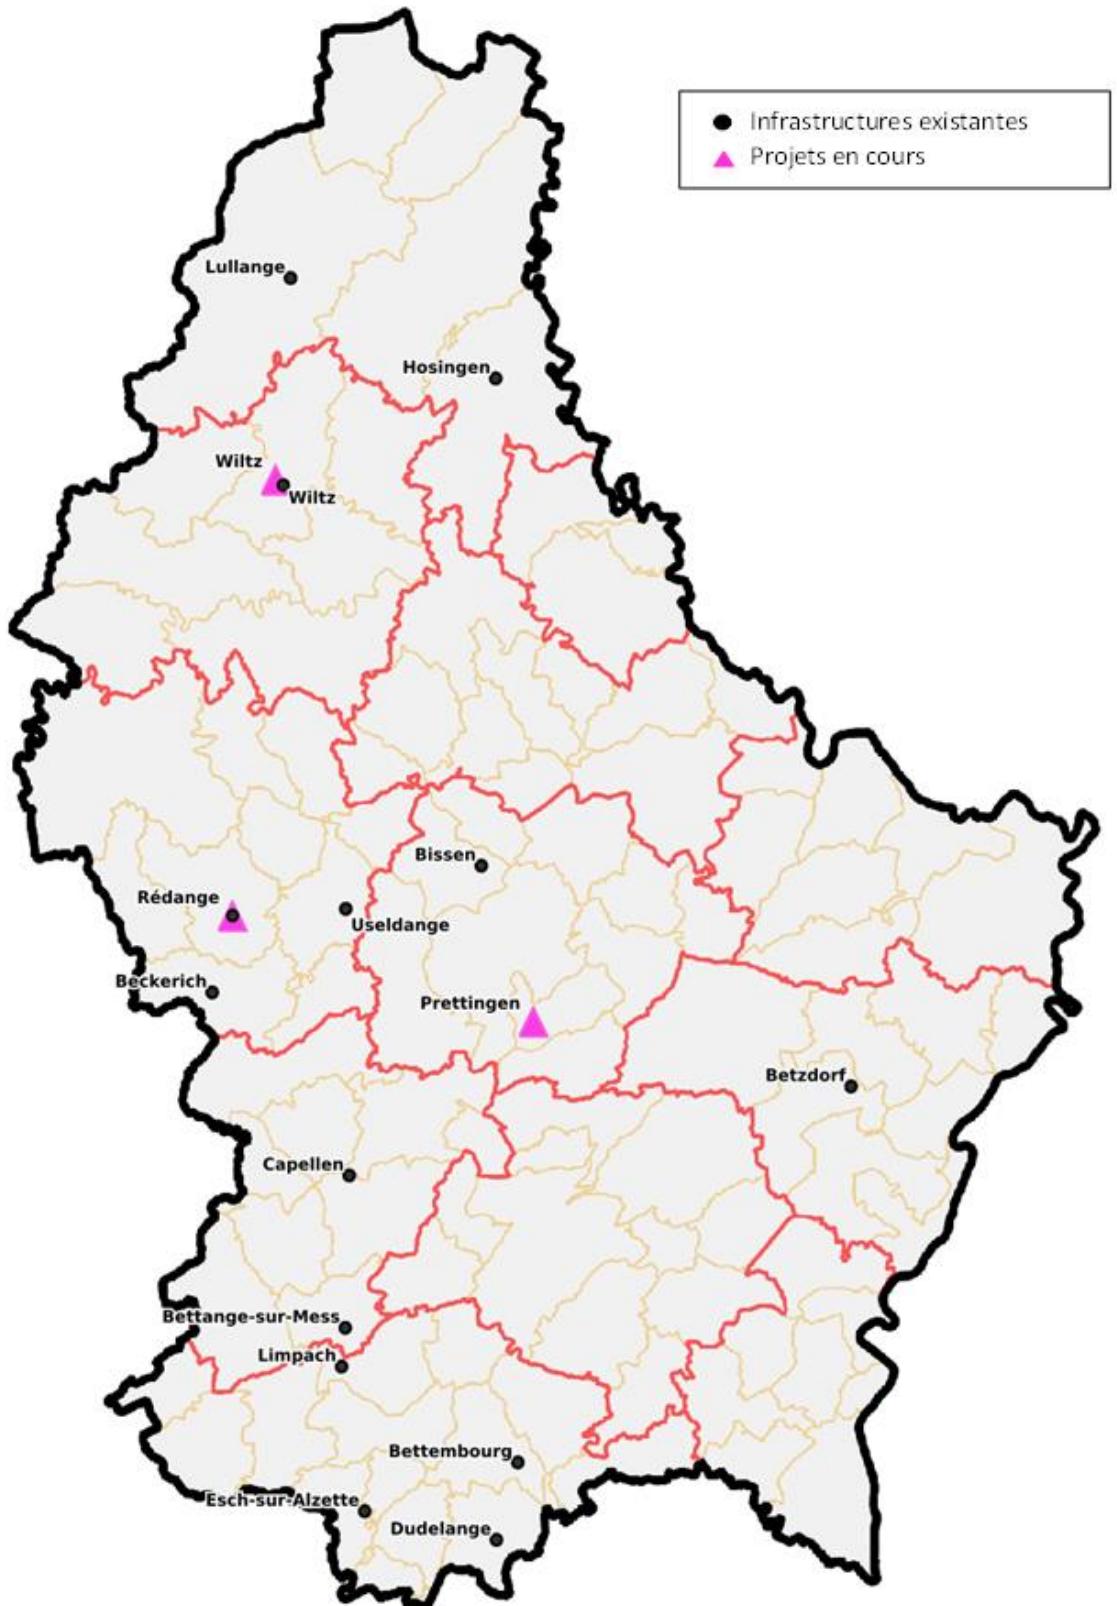 Infrastructures existantes
Projets en cours
Lullange
Hosingen
Wiltz
Wiltz
Bissen
Rédange
Useldange
Beckerich
Prettingen
Betzdorf
Capellen
Bettange-sur-Mess
Limpach
Bettembourg
Esch-sur-Alzette
Dudelange